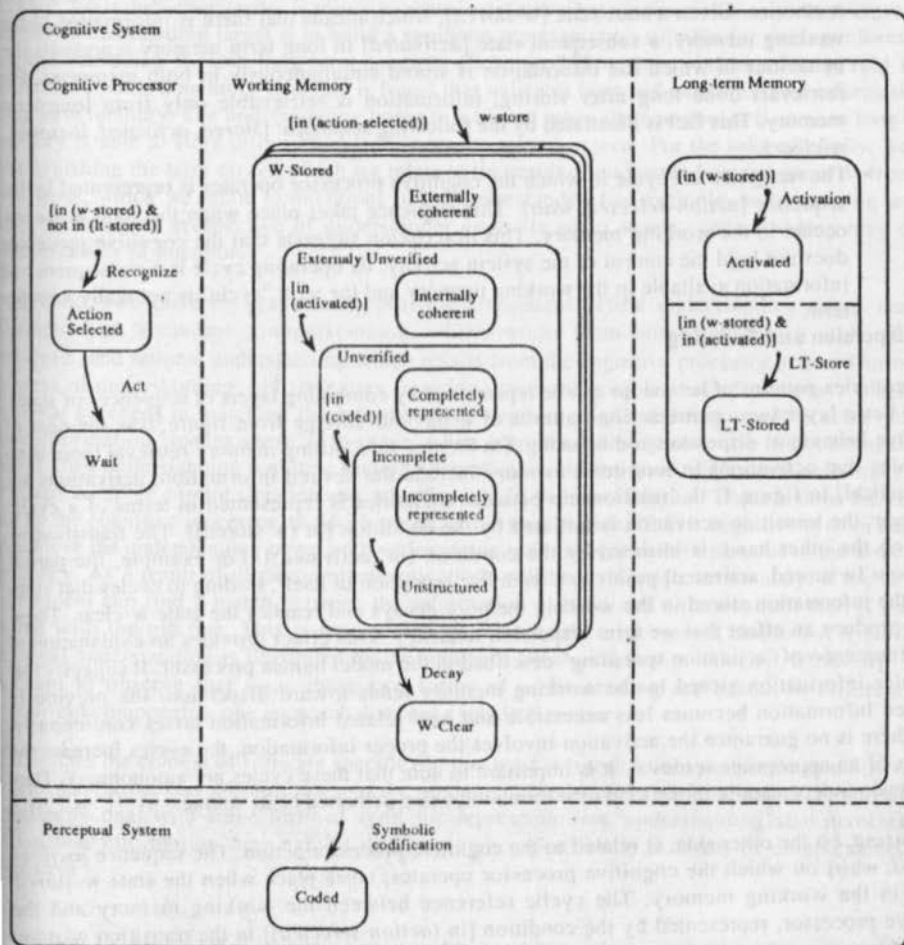 Cognitive System
Cognitive Processor
[in (w-stored) &
not in (lt-stored)]
Recognize
Action
Selected
Act
Wait
Working Memory
[in (action-selected)]
w-store
W-Stored
Externally
coherent
Externaly Unverified
[in
(activated)]
Internally
coherent
Unverified
[in
(coded)]
Completely
represented
Incomplete
Incompletely
represented
Unstructured
Decay
W-Clear
Long-term Memory
[in (w-stored)]
Activation
Activated
[in (w-stored) &
in (activated)]
LT-Store
LT-Stored
Perceptual System
Symbolic
codification
Coded